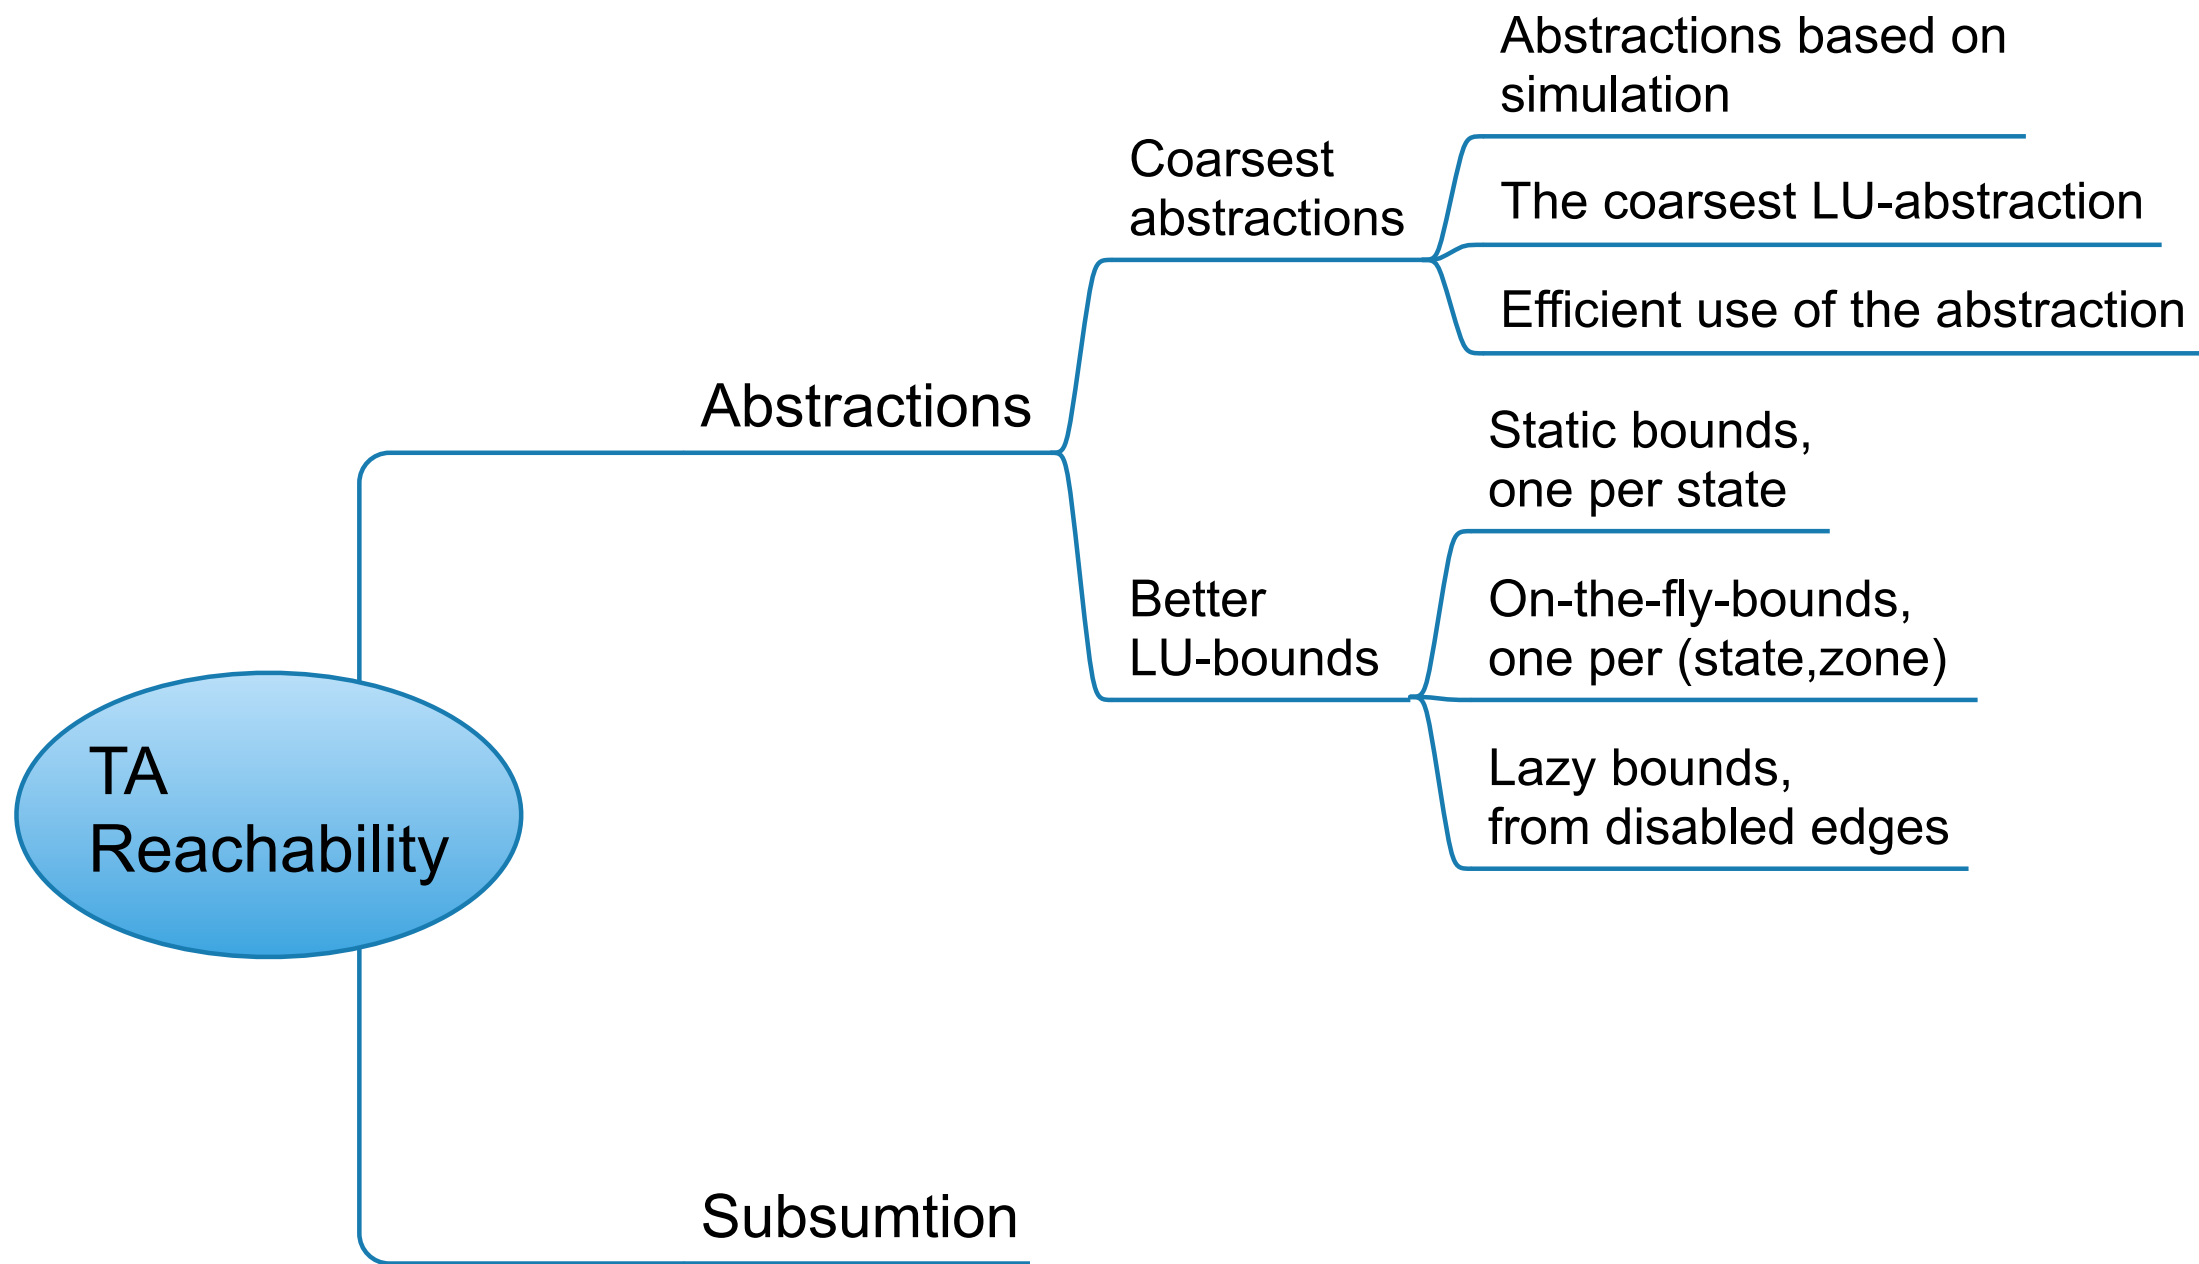 TA
Reachability
Abstractions
Coarsest
abstractions
Abstractions based on
simulation
The coarsest LU-abstraction
Efficient use of the abstraction
Better
LU-bounds
Static bounds,
one per state
On-the-fly-bounds,
one per (state,zone)
Lazy bounds,
from disabled edges
Subsumtion